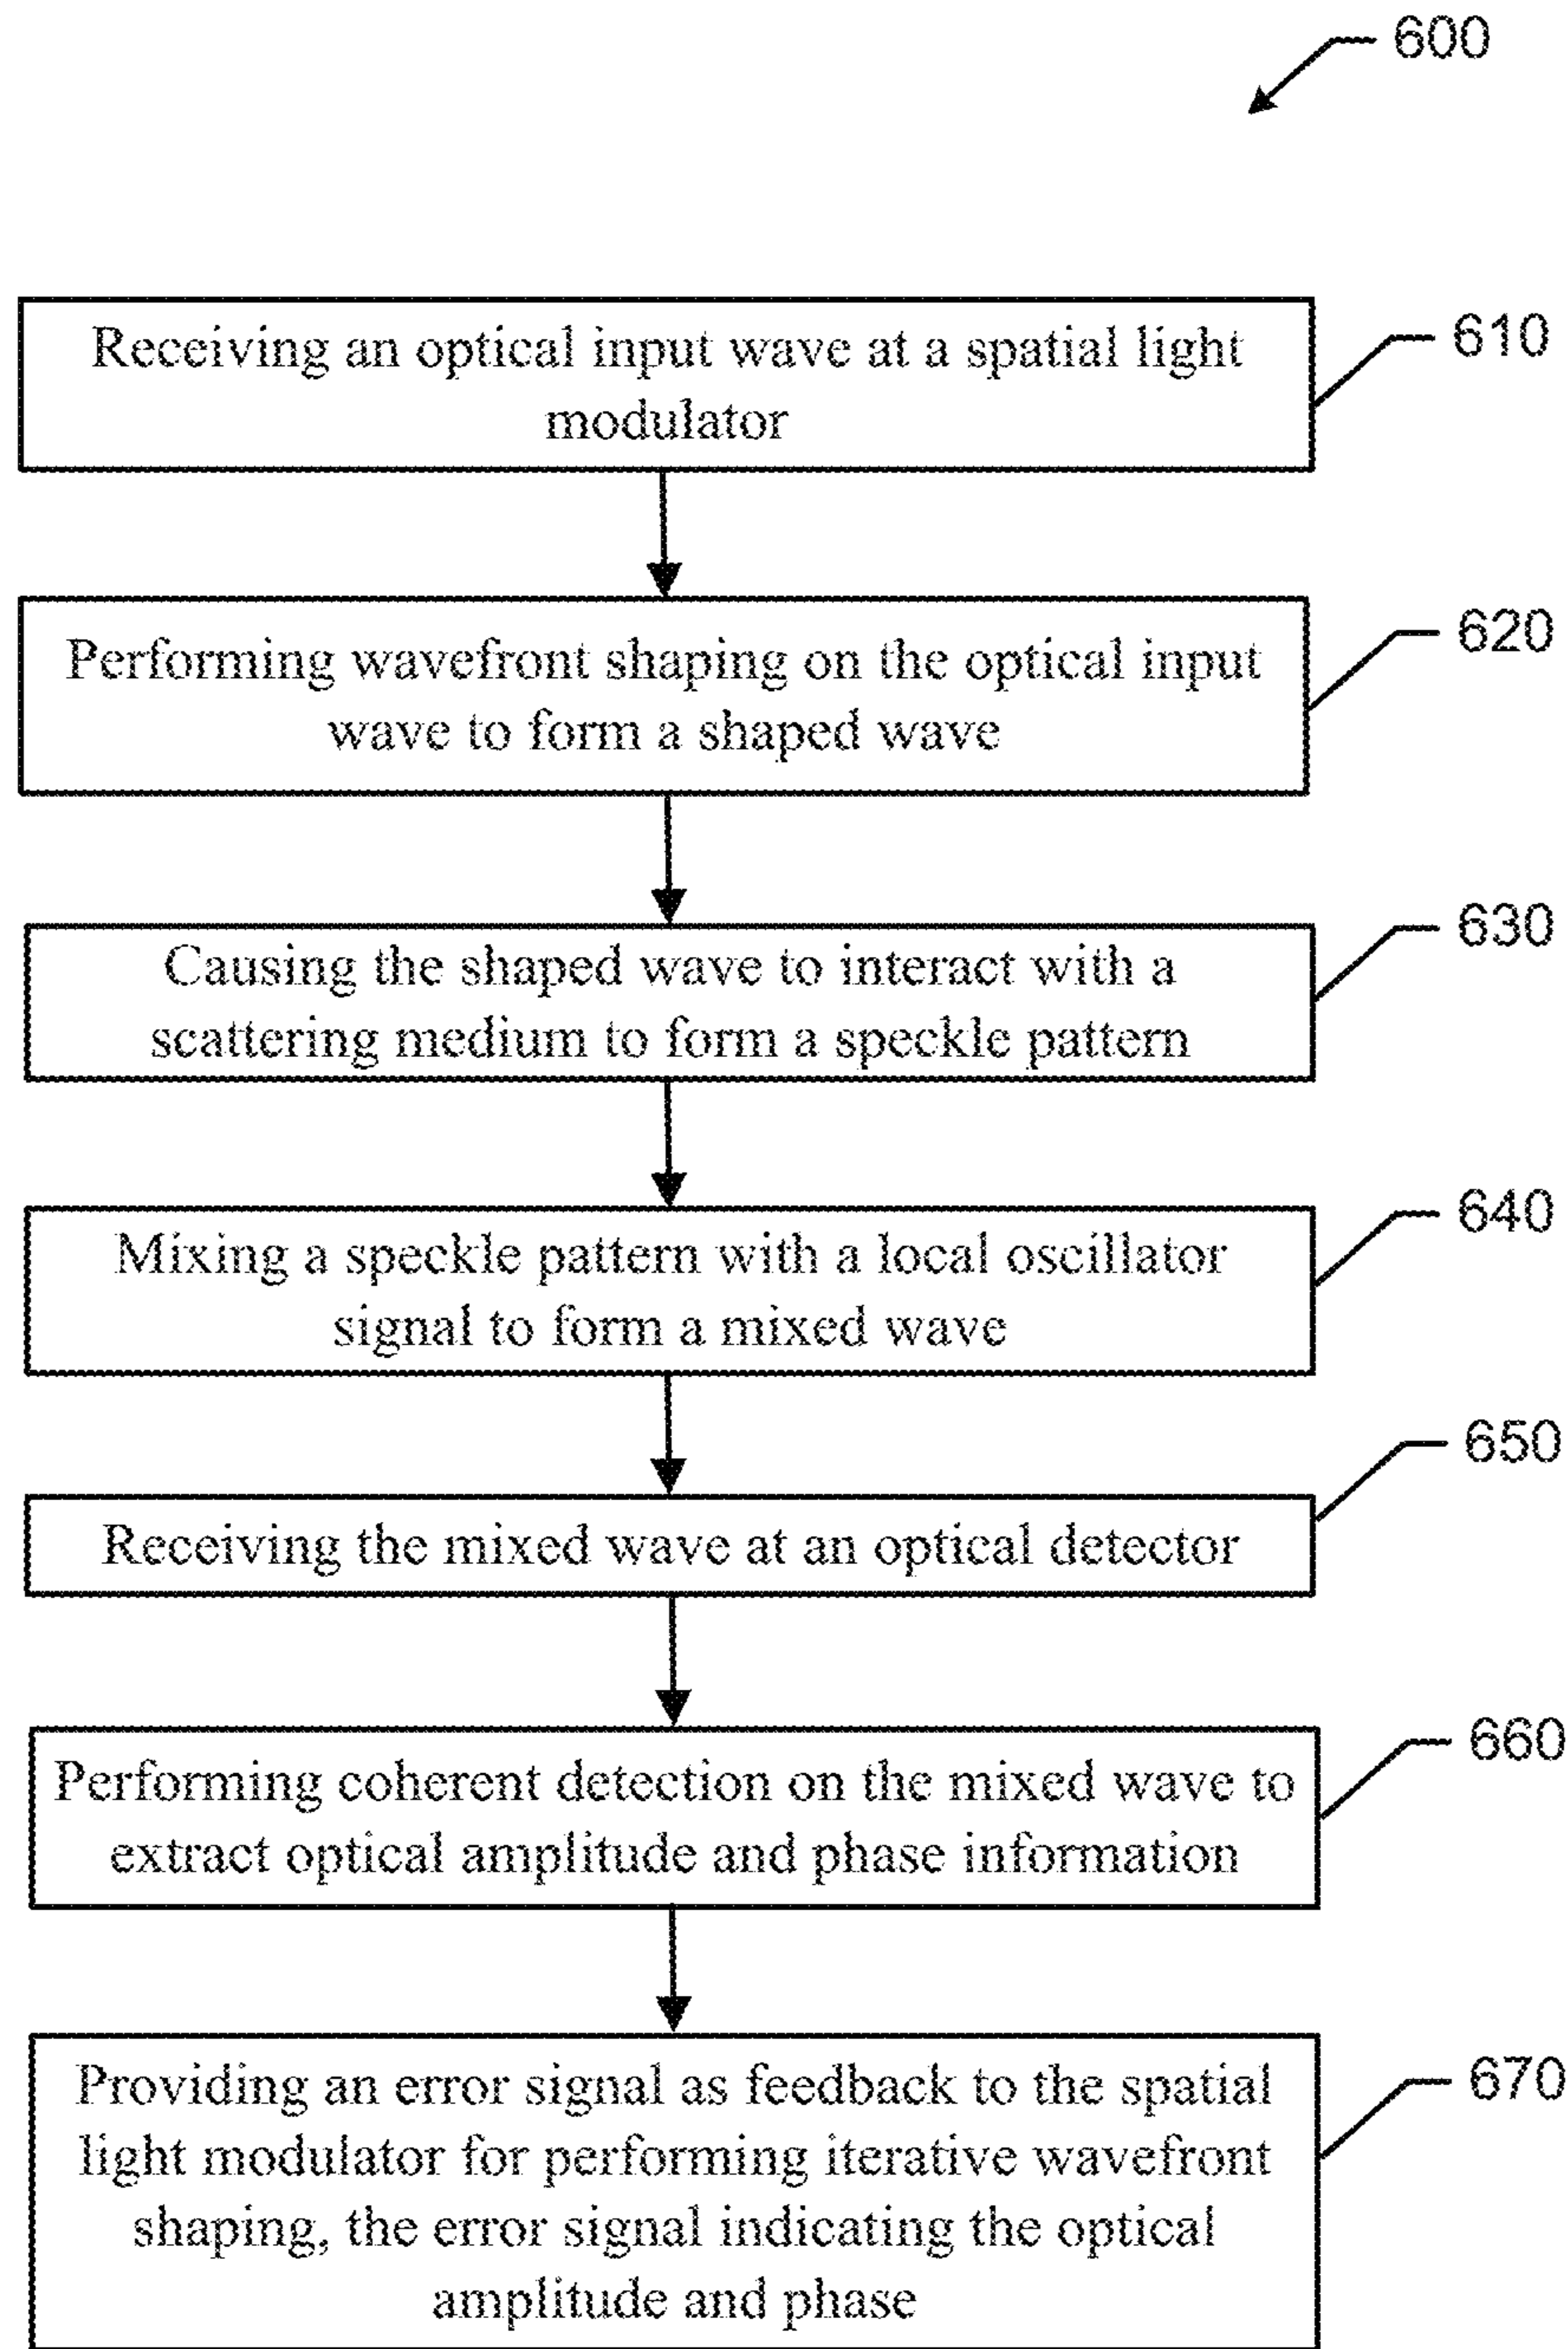 600
610
Receiving an optical input wave at a spatial light
modulator
620
Performing wavefront shaping on the optical input
wave to form a shaped wave
630
Causing the shaped wave to interact with a
scattering medium to form a speckle pattern
640
Mixing a speckle pattern with a local oscillator
signal to form a mixed wave
650
Receiving the mixed wave at an optical detector
660
Performing coherent detection on the mixed wave to
extract optical amplitude and phase information
670
Providing an error signal as feedback to the spatial
light modulator for performing iterative wavefront
shaping, the error signal indicating the optical
amplitude and phase